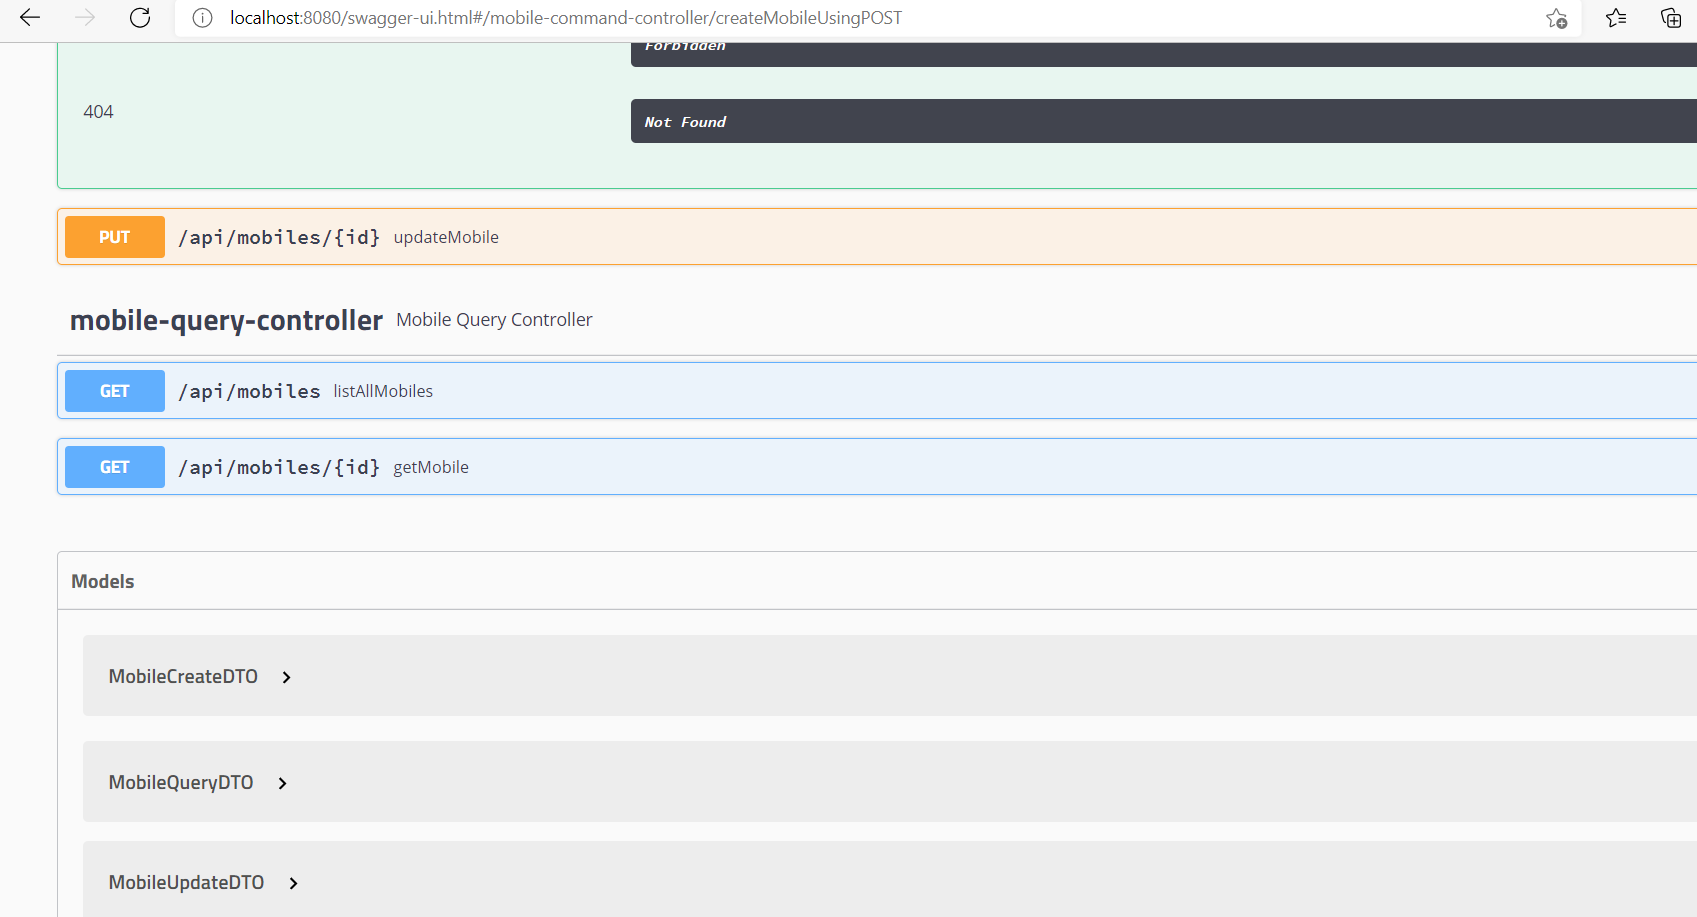 localhost:8080/swagger-ui.html#/mobile-command-controller/createMobileUsingPOST
Forbidden
404
Not Found
PUT /api/mobiles/{id} updateMobile
mobile-query-controller Mobile Query Controller
GET /api/mobiles listAllMobiles
GET /api/mobiles/{id} getMobile
Models
MobileCreateDTO
MobileQueryDTO
MobileUpdateDTO